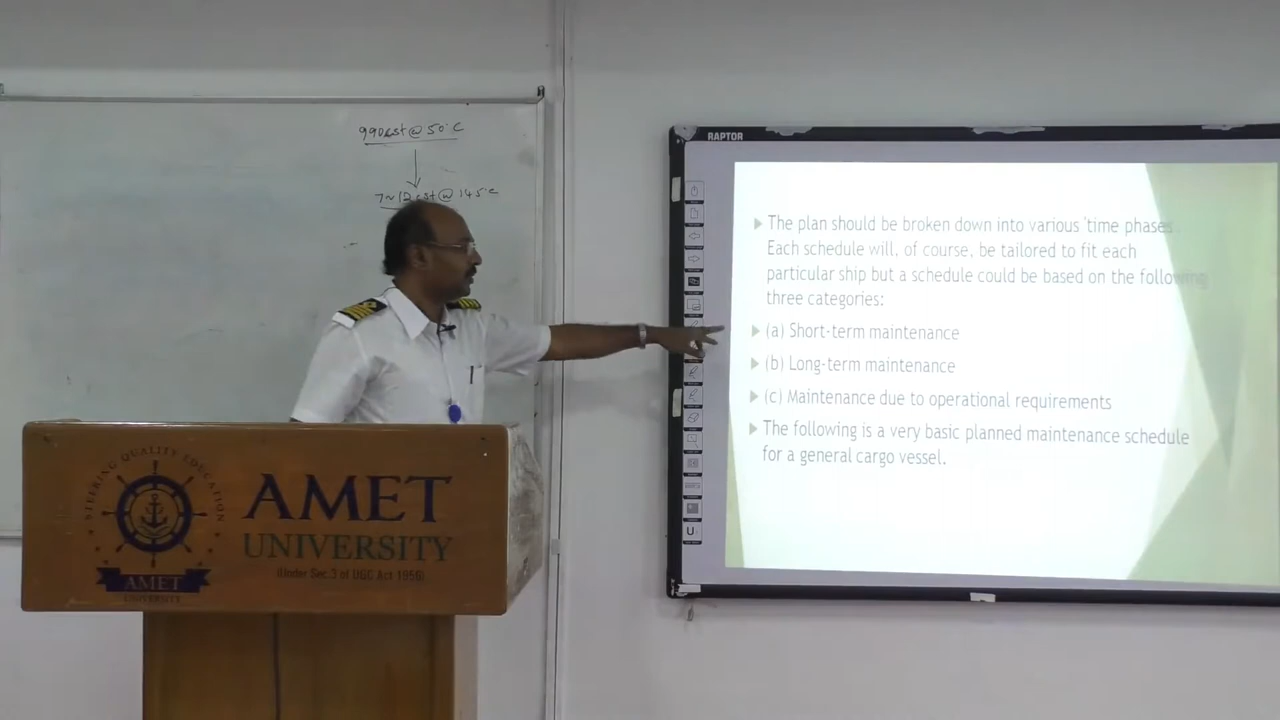 990cst @ 50°C
7~12 cst @ 145°C
RAPTOR
The plan should be broken down into various 'time phases
Each schedule will, of course, be tailored to fit each
particular ship but a schedule could be based on the following
three categories:
(a) Short-term maintenance
(b) Long-term maintenance
(c) Maintenance due to operational requirements
The following is a very basic planned maintenance schedule
for a general cargo vessel.
STEERING QUALITY EDUCATION
AMET
UNIVERSITY
AMET
UNIVERSITY
(Under Sec.3 of UGC Act 1956)